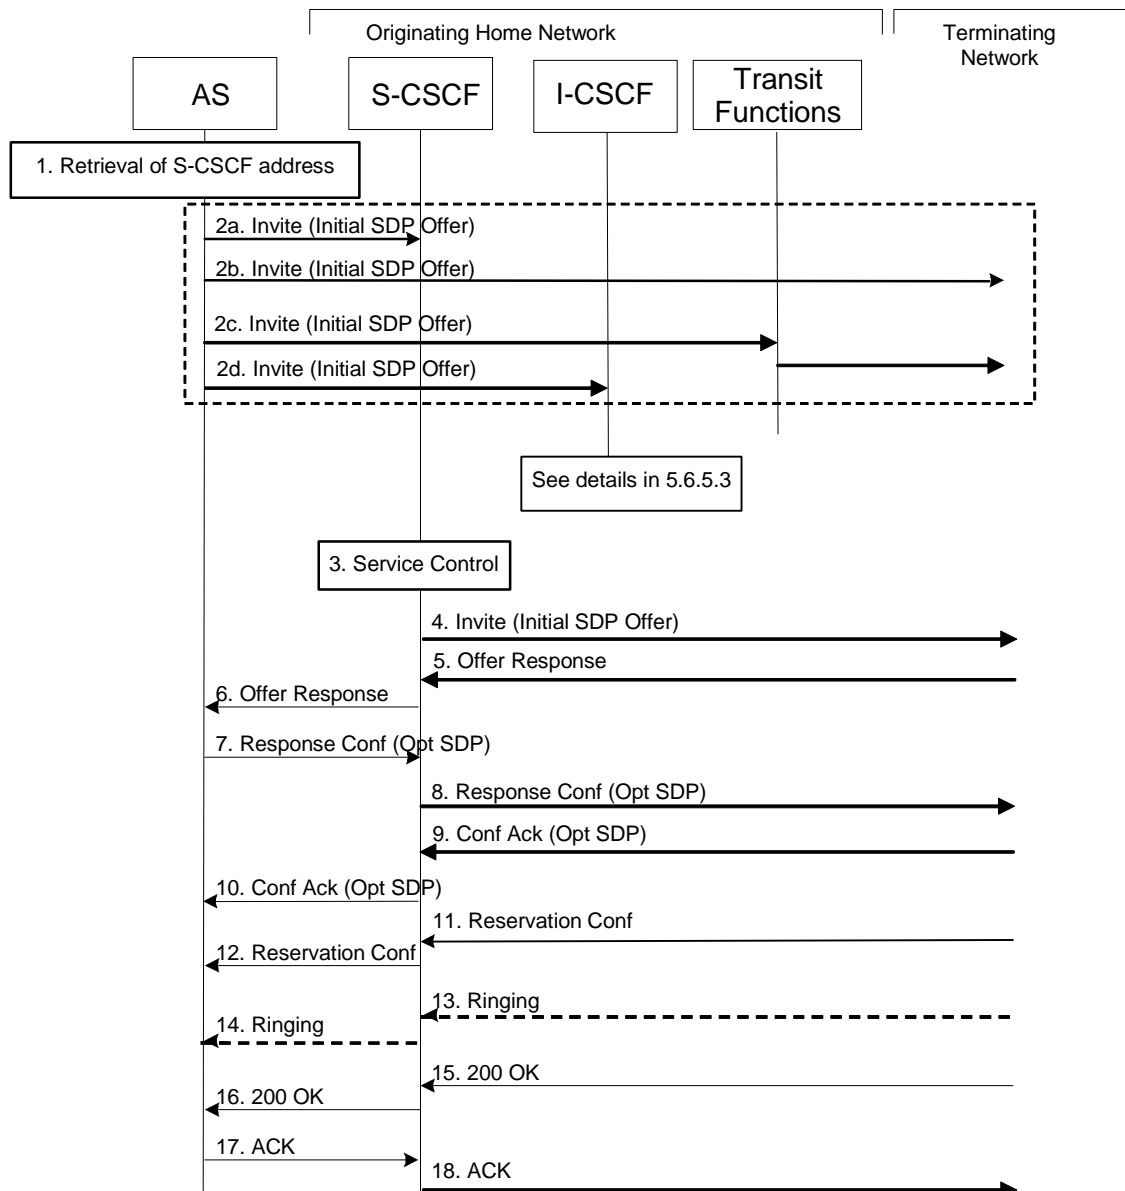 Originating Home Network
Terminating
Network
AS
S-CSCF
I-CSCF
Transit
Functions
1. Retrieval of S-CSCF address
2a. Invite (Initial SDP Offer)
2b. Invite (Initial SDP Offer)
2c. Invite (Initial SDP Offer)
2d. Invite (Initial SDP Offer)
See details in 5.6.5.3
3. Service Control
4. Invite (Initial SDP Offer)
5. Offer Response
6. Offer Response
7. Response Conf (Opt SDP)
8. Response Conf (Opt SDP)
9. Conf Ack (Opt SDP)
10. Conf Ack (Opt SDP)
11. Reservation Conf
12. Reservation Conf
13. Ringing
14. Ringing
15. 200 OK
16. 200 OK
17. ACK
18. ACK